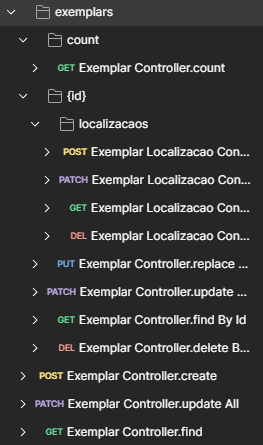 exemplars
count
GET Exemplar Controller.count
{id}
localizacaos
POST Exemplar Localizacao Con...
PATCH Exemplar Localizacao Con...
GET Exemplar Localizacao Con...
DEL Exemplar Localizacao Con...
PUT Exemplar Controller.replace ...
PATCH Exemplar Controller.update ...
GET Exemplar Controller.find By Id
DEL Exemplar Controller.delete B...
POST Exemplar Controller.create
PATCH Exemplar Controller.update All
GET Exemplar Controller.find